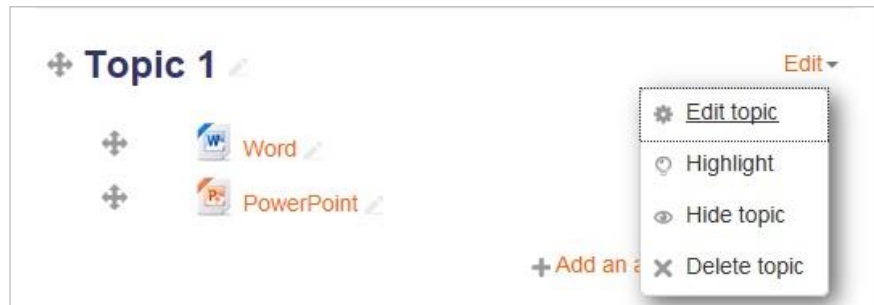 Topic 1
Edit
Edit topic
Word
Highlight
PowerPoint
Hide topic
Add an
Delete topic